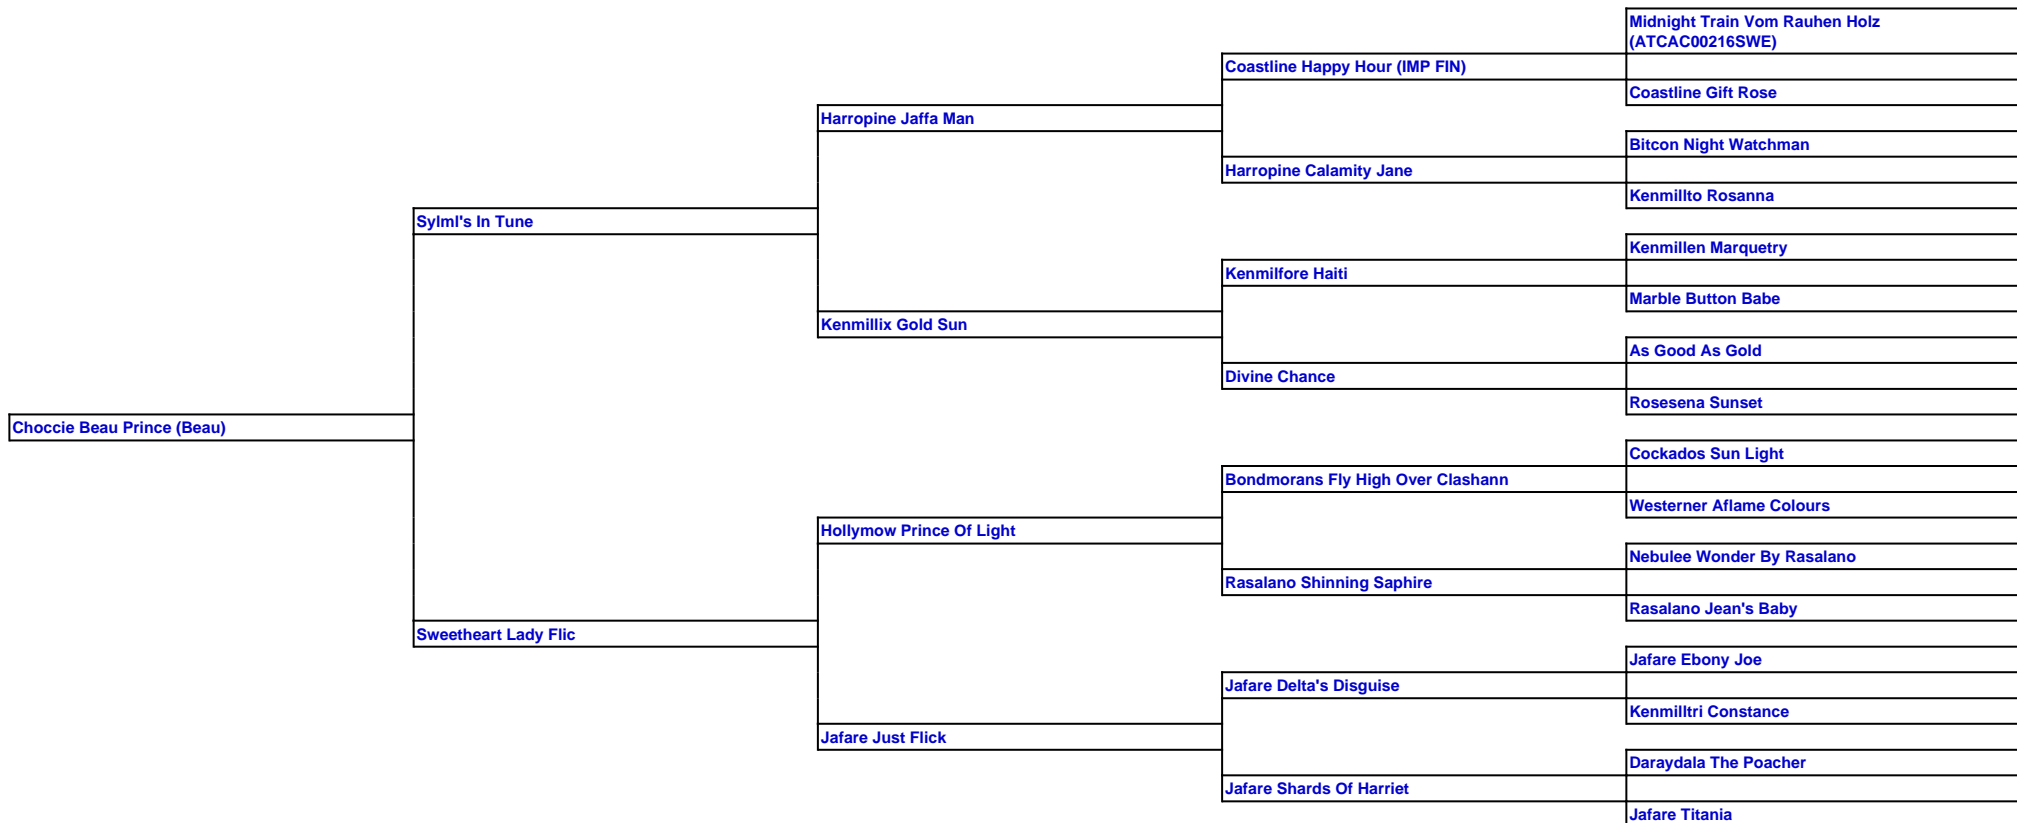 Midnight Train Vom Rauhen Holz
(ATCAC00216SWE)
Coastline Happy Hour (IMP FIN)
Coastline Gift Rose
Harropine Jaffa Man
Bitcon Night Watchman
Harropine Calamity Jane
Kenmillto Rosanna
Sylml's In Tune
Kenmillen Marquetry
Kenmilfore Haiti
Marble Button Babe
Kenmillix Gold Sun
As Good As Gold
Divine Chance
Rosesena Sunset
Choccie Beau Prince (Beau)
Cockados Sun Light
Bondmorans Fly High Over Clashann
Westerner Aflame Colours
Hollymow Prince Of Light
Nebulee Wonder By Rasalano
Rasalano Shinning Saphire
Rasalano Jean's Baby
Sweetheart Lady Flic
Jafare Ebony Joe
Jafare Delta's Disguise
Kenmilltri Constance
Jafare Just Flick
Daraydala The Poacher
Jafare Shards Of Harriet
Jafare Titania